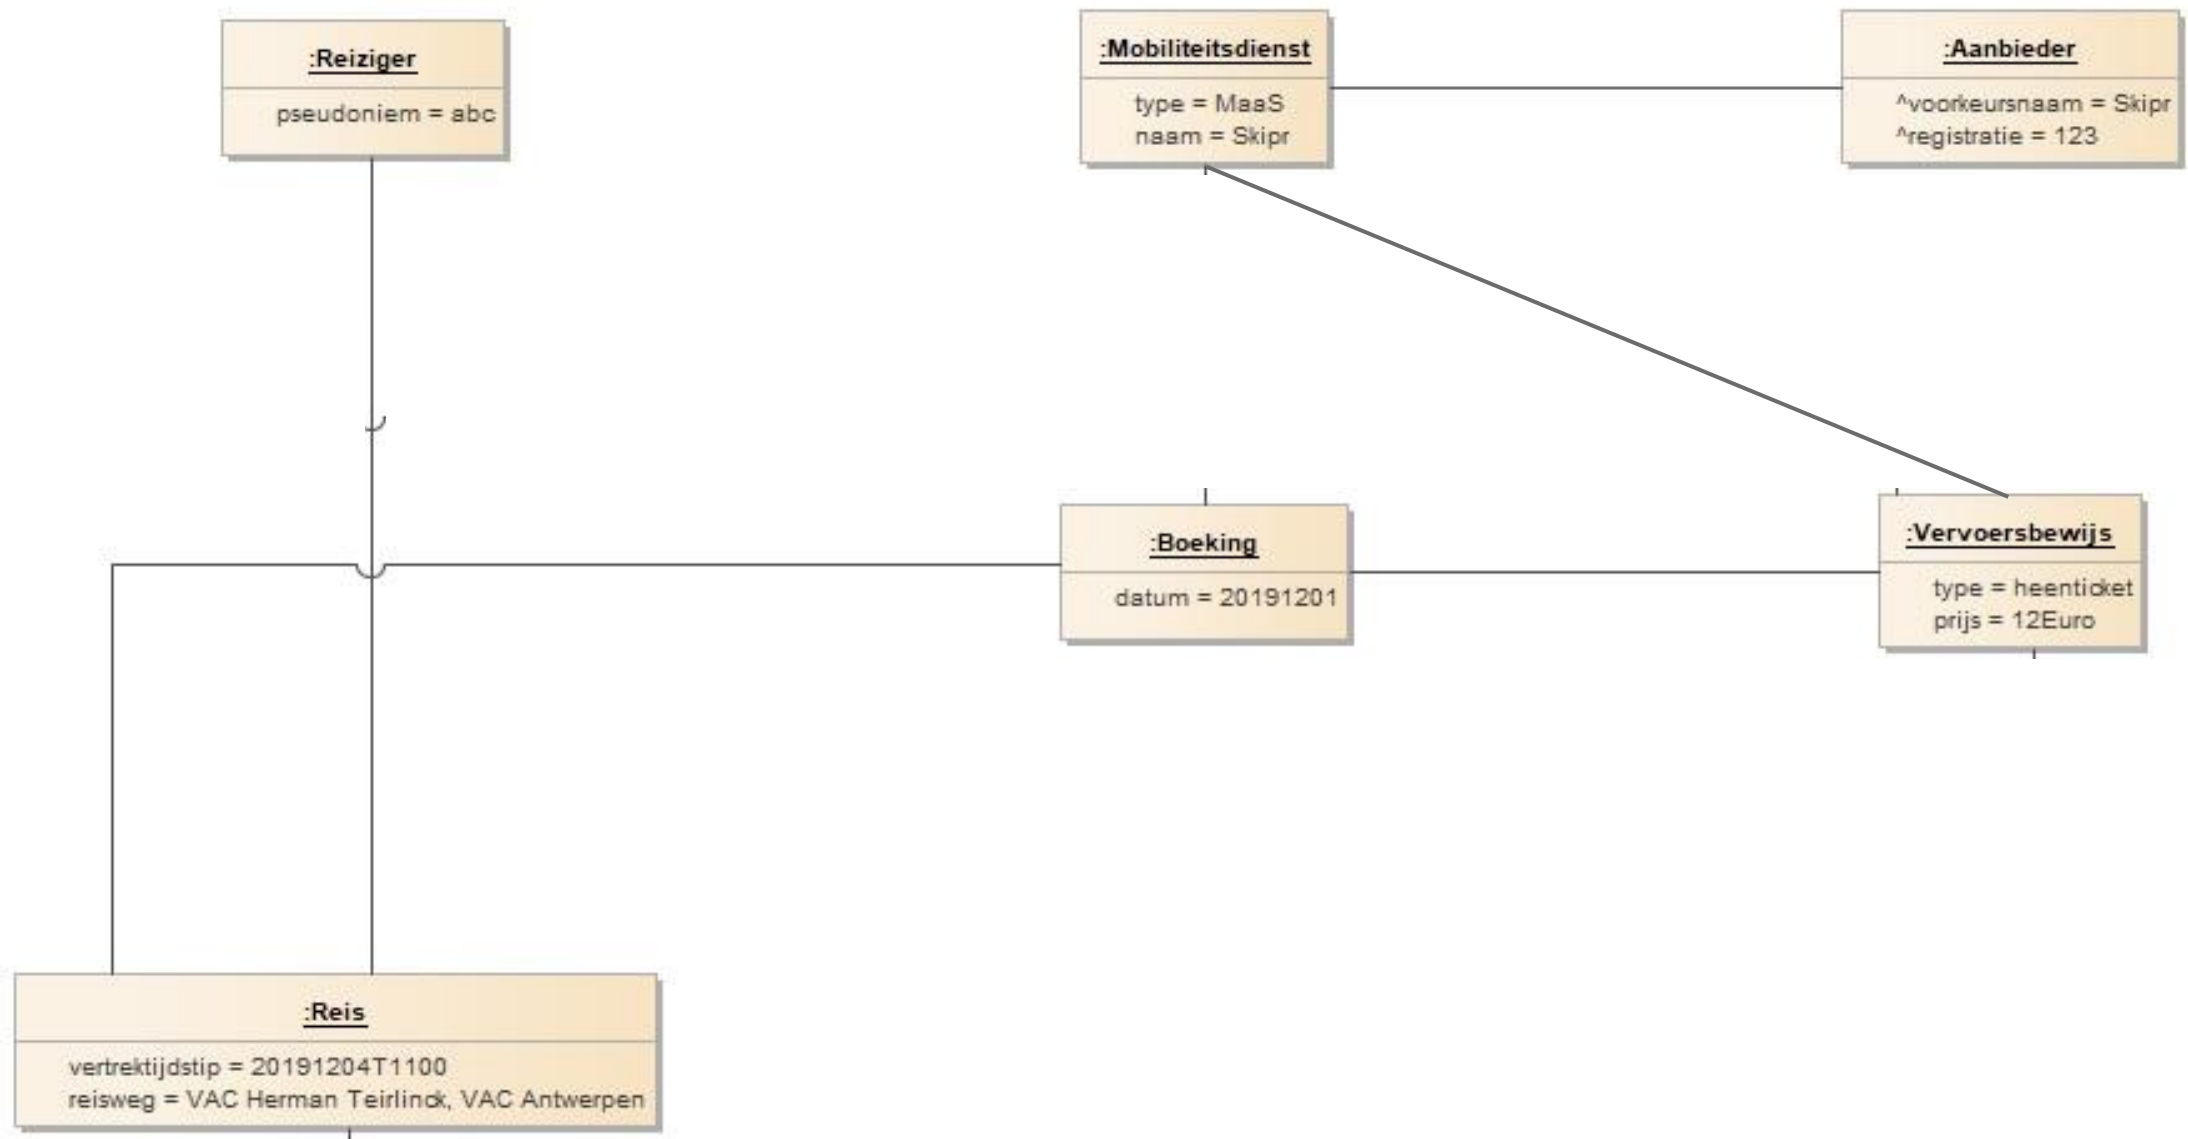 :Reiziger
pseudoniem = abc
:Mobiliteitsdienst
type = MaaS
naam = Skipr
:Aanbieder
^voorkeursnaam = Skipr
^registratie = 123
:Boeking
datum = 20191201
:Vervoersbewijs
type = heenticket
prijs = 12Euro
:Reis
vertrektijdstip = 20191204T1100
reisweg = VAC Herman Teirlinck, VAC Antwerpen